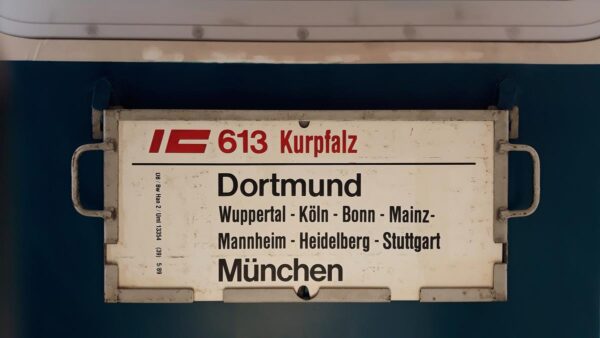 IC 613 Kurpfalz
Dortmund
Wuppertal - Köln - Bonn - Mainz-
Mannheim - Heidelberg - Stuttgart
München